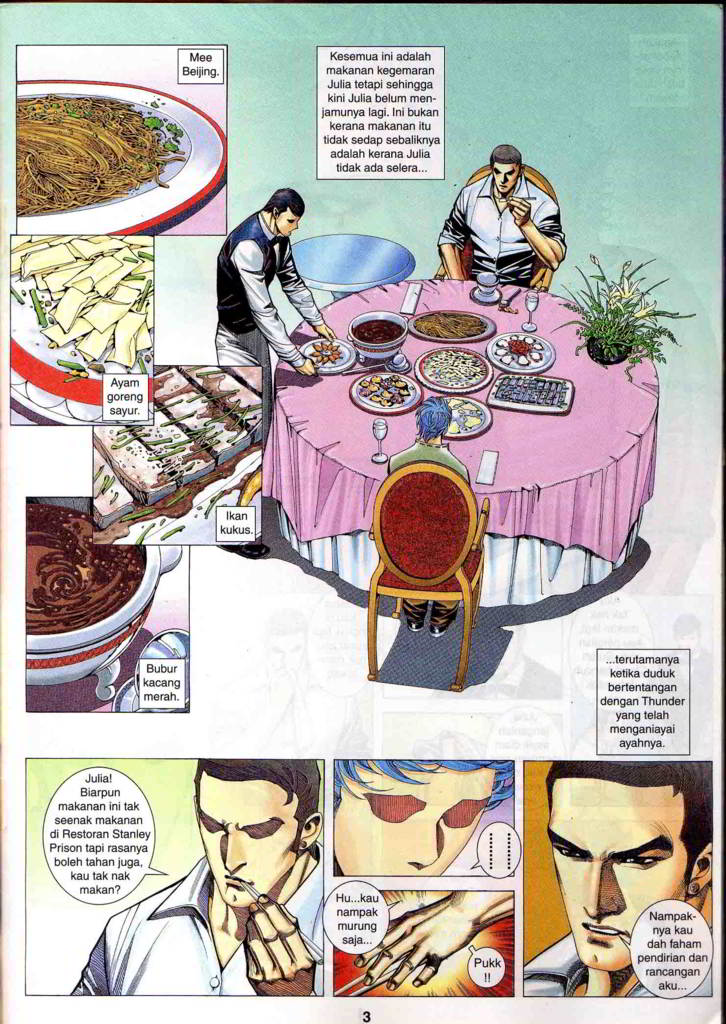 Mee
Beijing.
Kesemua ini adalah
makanan kegemaran
Julia tetapi sehingga
kini Julia belum men-
jamunya lagi. Ini bukan
kerana makanan itu
tidak sedap sebaliknya
adalah kerana Julia
tidak ada selera...
Ayam
goreng
sayur.
Ikan
kukus.
Bubur
kacang
merah.
...terutamanya
ketika duduk
bertentangan
dengan Thunder
yang telah
menganiayai
ayahnya.
Julia!
Biarpun
makanan ini tak
seenak makanan
di Restoran Stanley
Prison tapi rasanya
boleh tahan juga,
kau tak nak
makan?
Hu...kau
nampak
murung
saja...
Pukk
!!
Nampak-
nya kau
dah faham
pendirian dan
rancangan
aku...
3